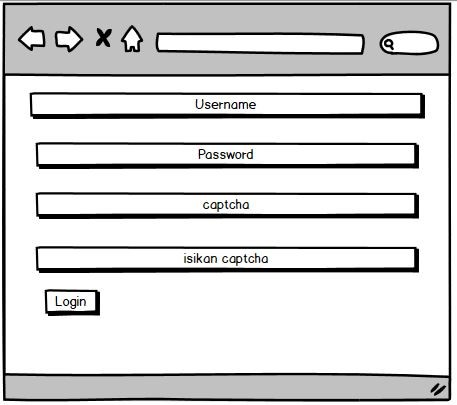 Username
Password
captcha
isikan captcha
Login